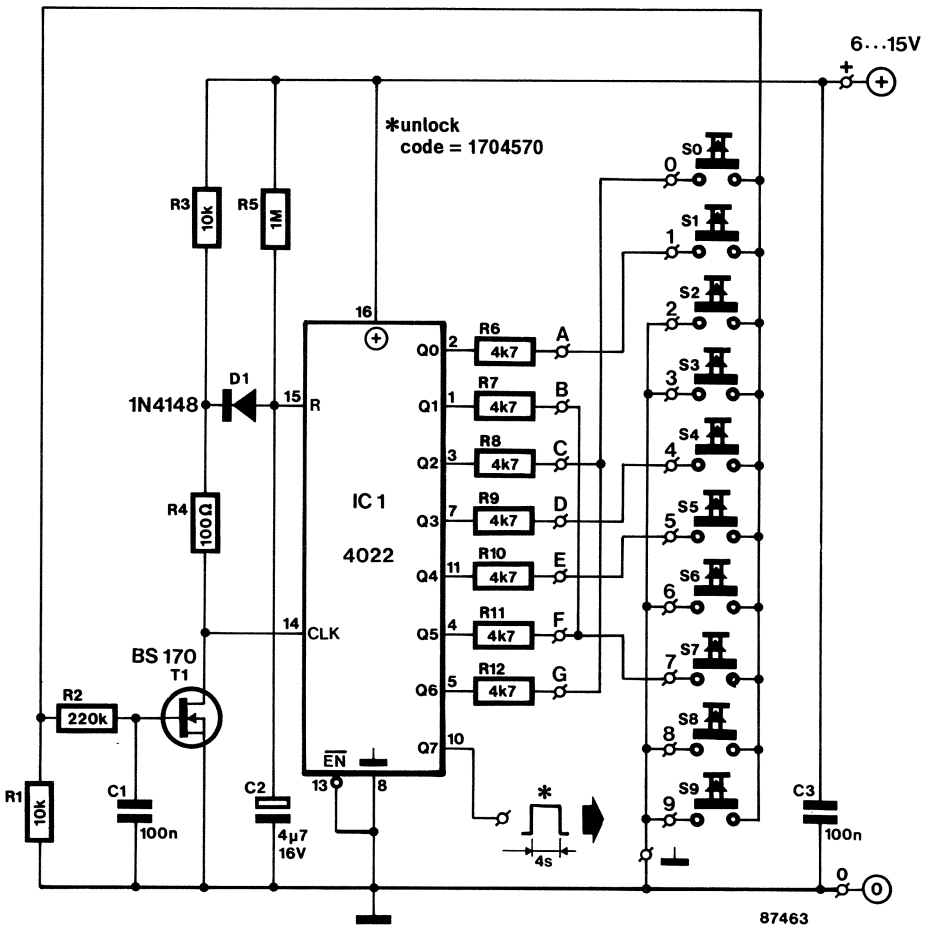 6...15V
+
+
*unlock
code = 1704570
S0
0
R3
10k
R5
1M
S1
1
S2
2
16
+
R6
A
Q0
2
4k7
S3
3
D1
1N4148
15
R
R7
B
Q1
1
4k7
S4
4
R8
C
Q2
3
4k7
IC 1
4022
R4
100Ω
R9
D
Q3
7
4k7
S5
5
R10
E
Q4
11
4k7
S6
6
14
CLK
R11
F
Q5
4
4k7
S7
7
BS 170
T1
R12
G
Q6
5
4k7
R2
220k
S8
8
Q7
10
EN
13
8
R1
10k
C1
100n
C2
4µ7
16V
*
4s
S9
9
C3
100n
0
0
87463